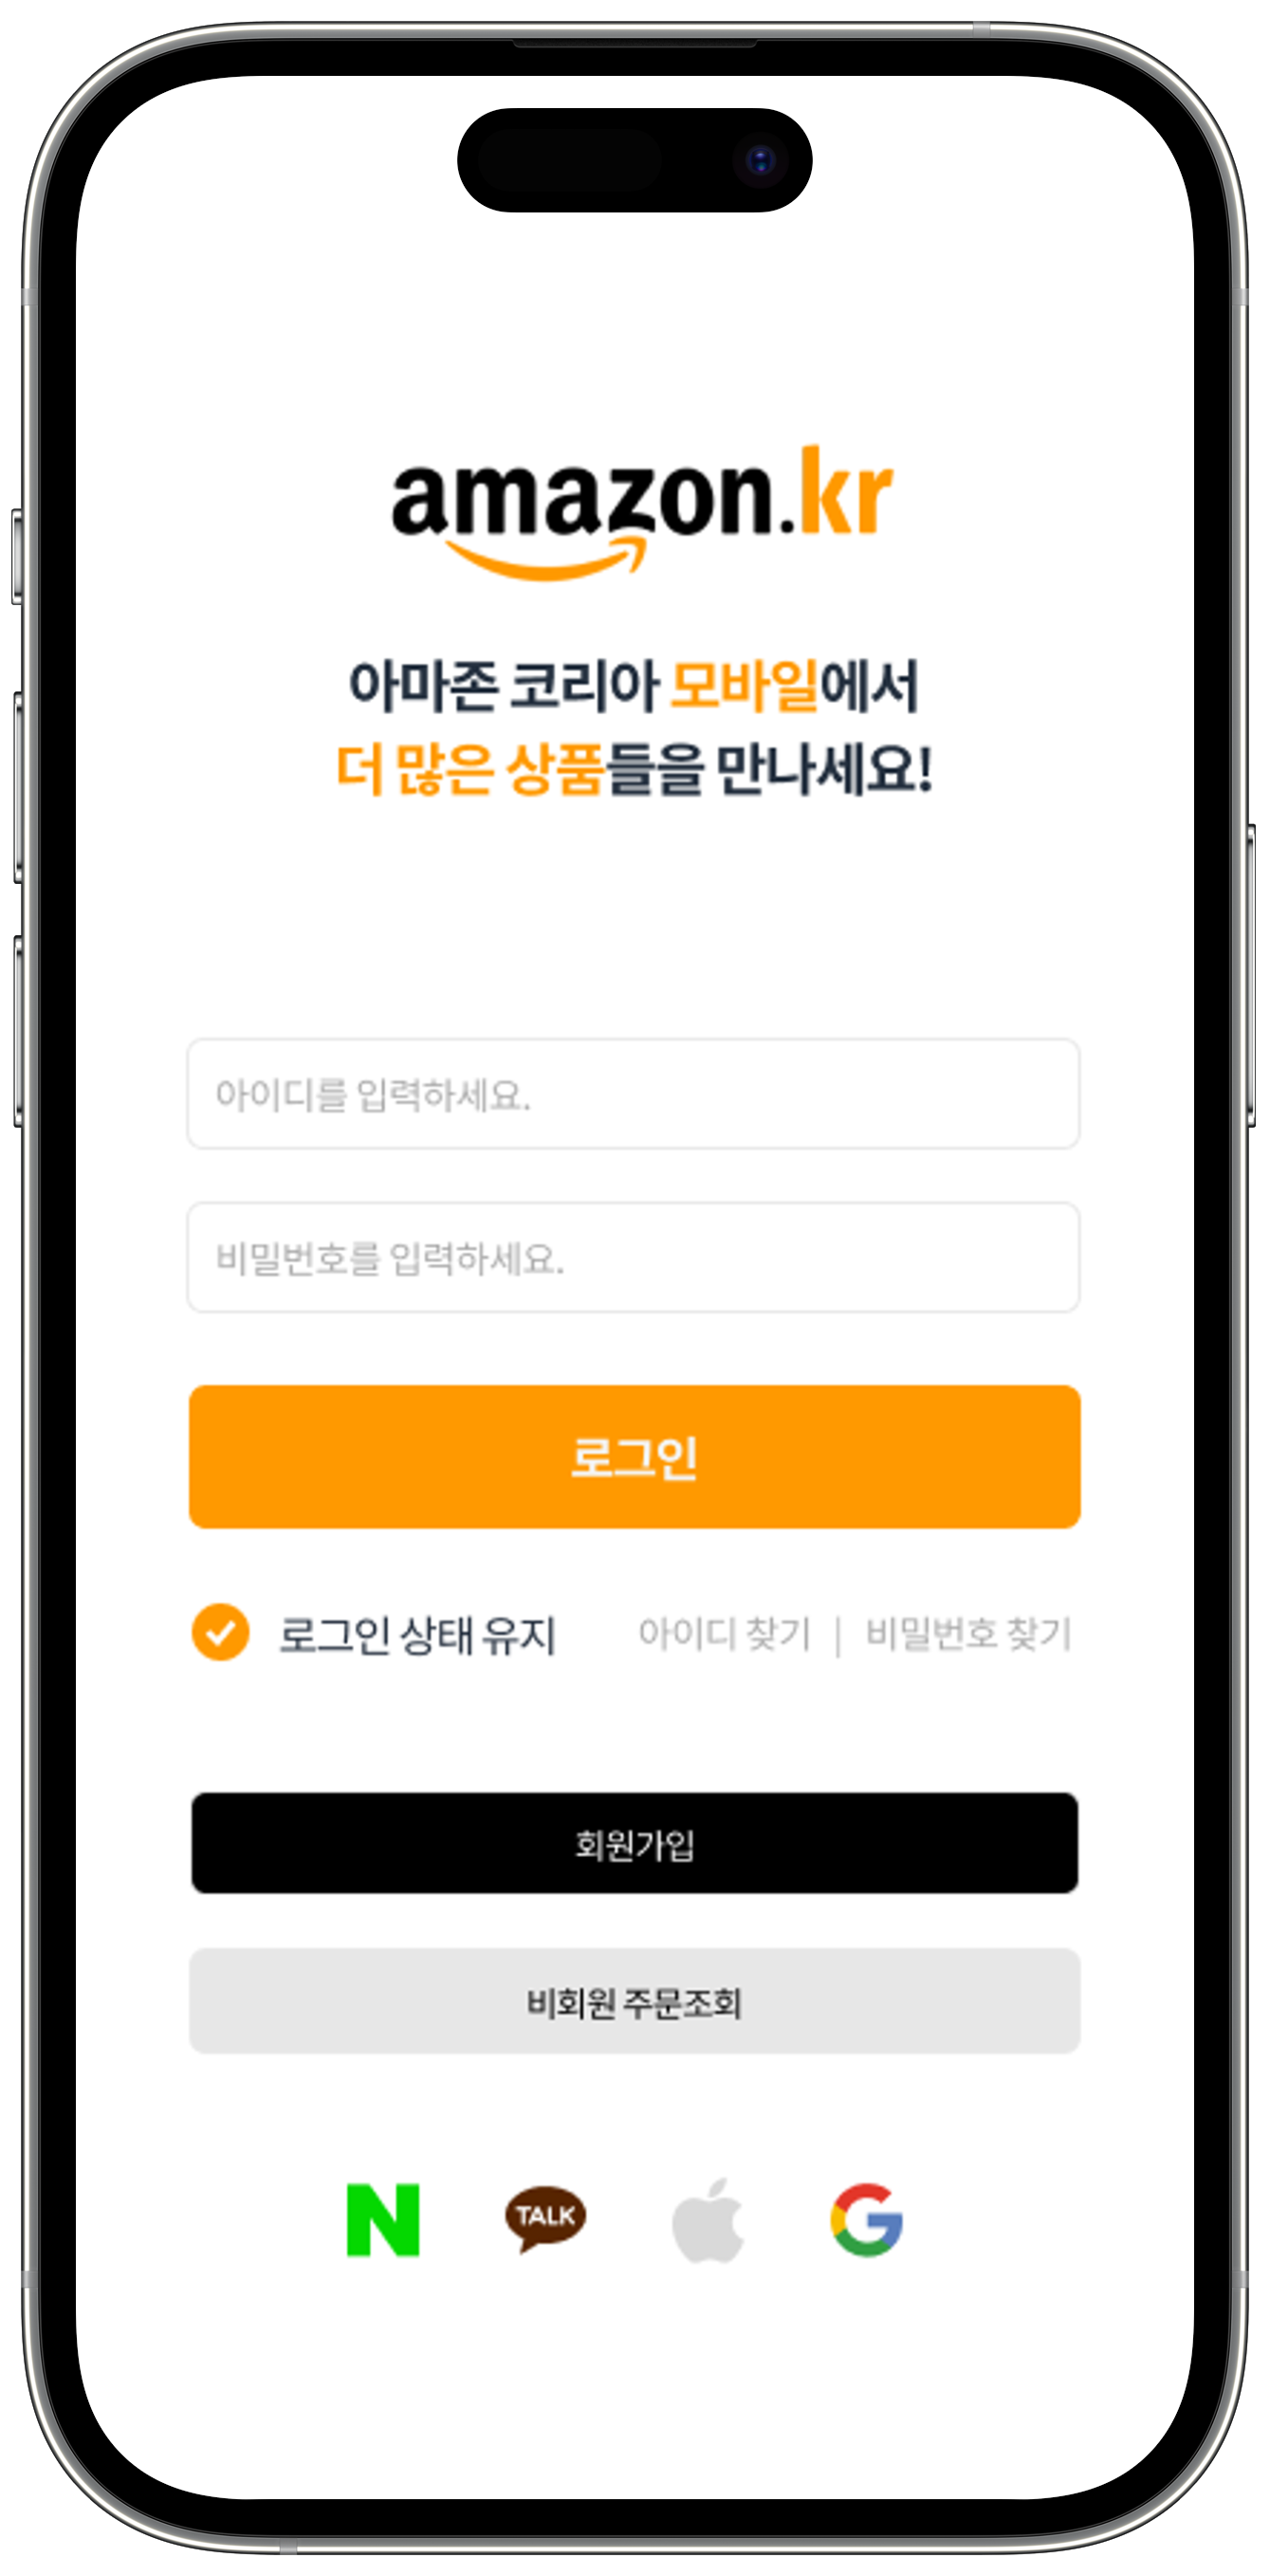 amazon.kr
아마존 코리아 모바일에서
더 많은 상품들을 만나세요!
아이디를 입력하세요.
비밀번호를 입력하세요.
로그인
로그인 상태 유지 아이디 찾기 | 비밀번호 찾기
회원가입
비회원 주문조회
N TALK G